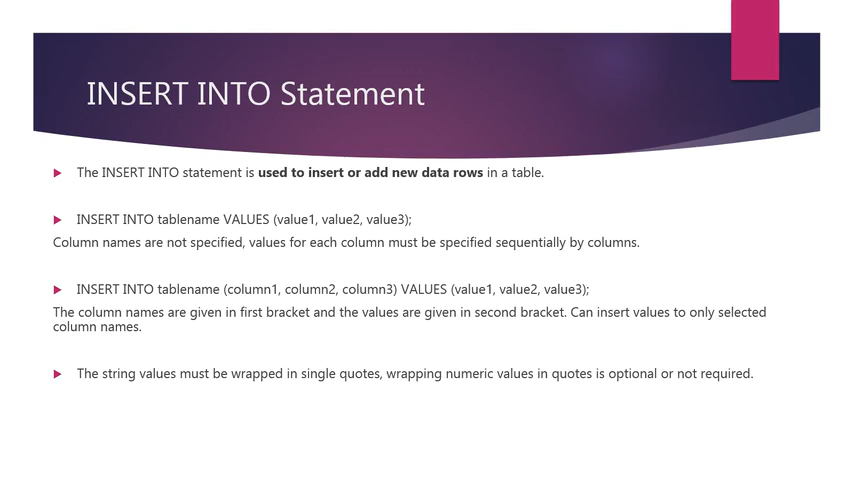 INSERT INTO Statement
The INSERT INTO statement is used to insert or add new data rows in a table.
INSERT INTO tablename VALUES (value1, value2, value3);
Column names are not specified, values for each column must be specified sequentially by columns.
INSERT INTO tablename (column1, column2, column3) VALUES (value1, value2, value3);
The column names are given in first bracket and the values are given in second bracket. Can insert values to only selected
column names.
The string values must be wrapped in single quotes, wrapping numeric values in quotes is optional or not required.